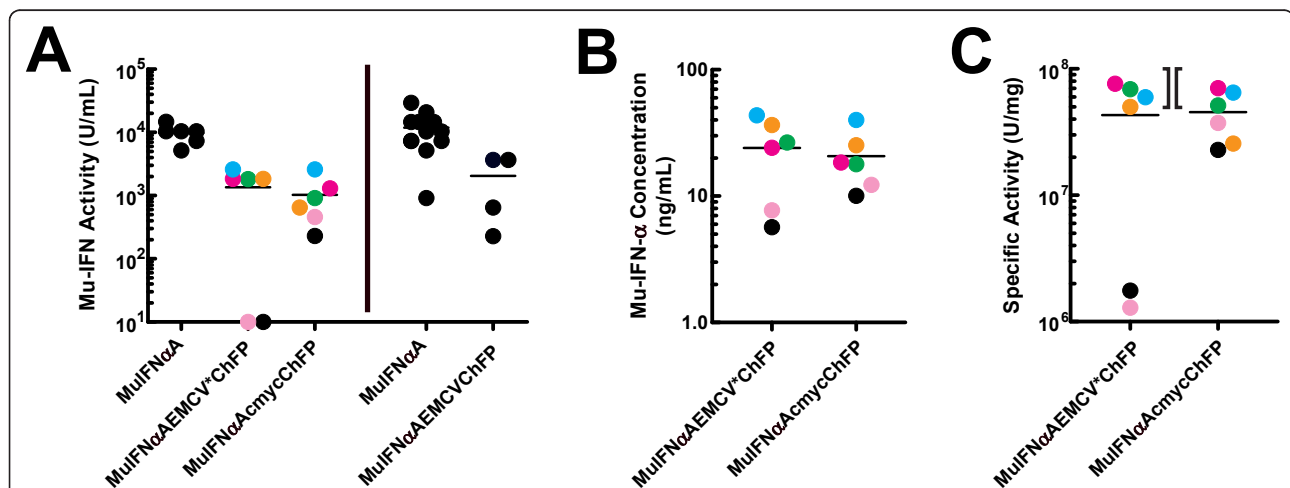 A
Mu-IFN Activity (U/mL)
10^5
10^4
10^3
10^2
10^1
MuIFNαA
MuIFNαAEMCV*ChFP
MuIFNαAcmycChFP
MuIFNαA
MuIFNαAEMCVChFP
B
Mu-IFN-α Concentration
(ng/mL)
100
10
1.0
MuIFNαAEMCV*ChFP
MuIFNαAcmycChFP
C
Specific Activity (U/mg)
10^8
10^7
10^6
][
MuIFNαAEMCV*ChFP
MuIFNαAcmycChFP